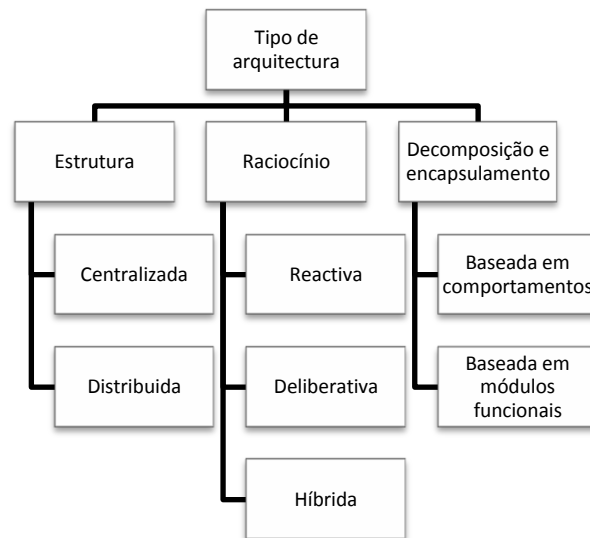 Tipo de
arquitectura
Estrutura
Centralizada
Distribuida
Raciocínio
Reactiva
Deliberativa
Híbrida
Decomposição e
encapsulamento
Baseada em
comportamentos
Baseada em
módulos
funcionais